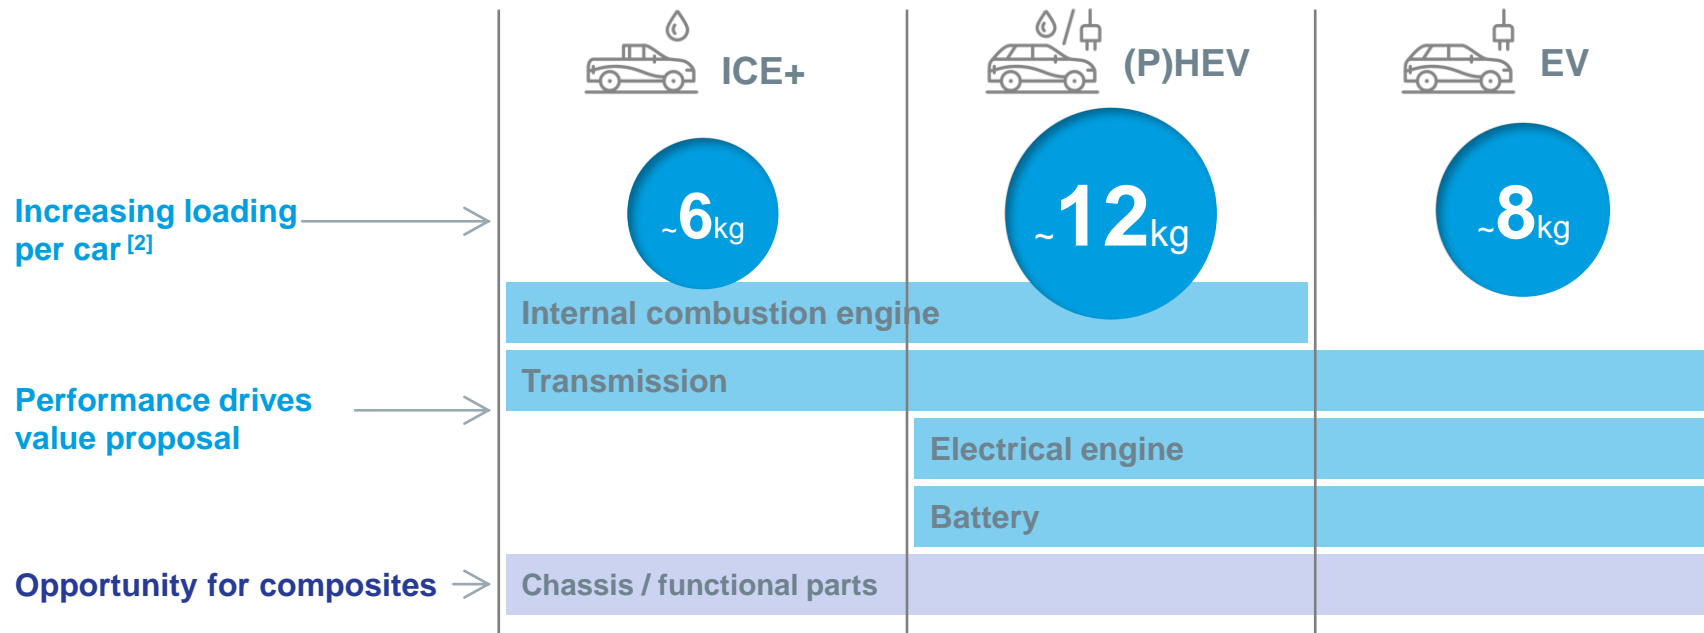 ICE+
(P)HEV
EV
Increasing loading
per car [2]
~6kg
~12kg
~8kg
Internal combustion engine
Transmission
Performance drives
value proposal
Electrical engine
Battery
Opportunity for composites
Chassis / functional parts